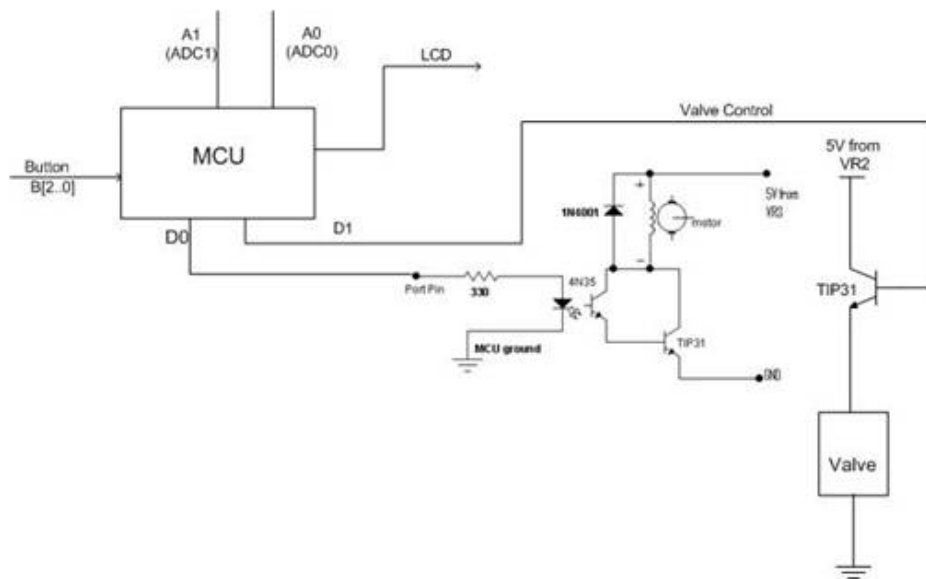 A1
(ADC1)
A0
(ADC0)
LCD
Valve Control
MCU
5V from
VR2
Button
B[2..0]
D0
D1
1N4001
+
motor
5V from
VR3
-
Port Pin
330
4N35
TIP31
TIP31
MCU ground
GND
Valve